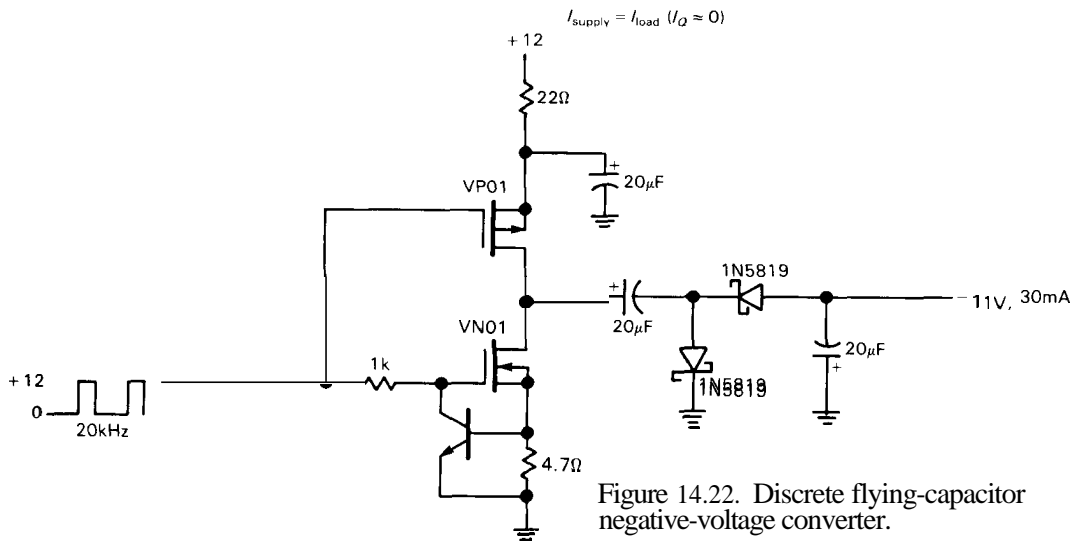 I_supply = I_load (I_Q ≈ 0)
+12
22Ω
VP01
+
20μF
1N5819
+
20μF
− 11V, 30mA
VN01
20μF
+
1k
1N5819
+12
0
20kHz
4.7Ω
Figure 14.22. Discrete flying-capacitor
negative-voltage converter.